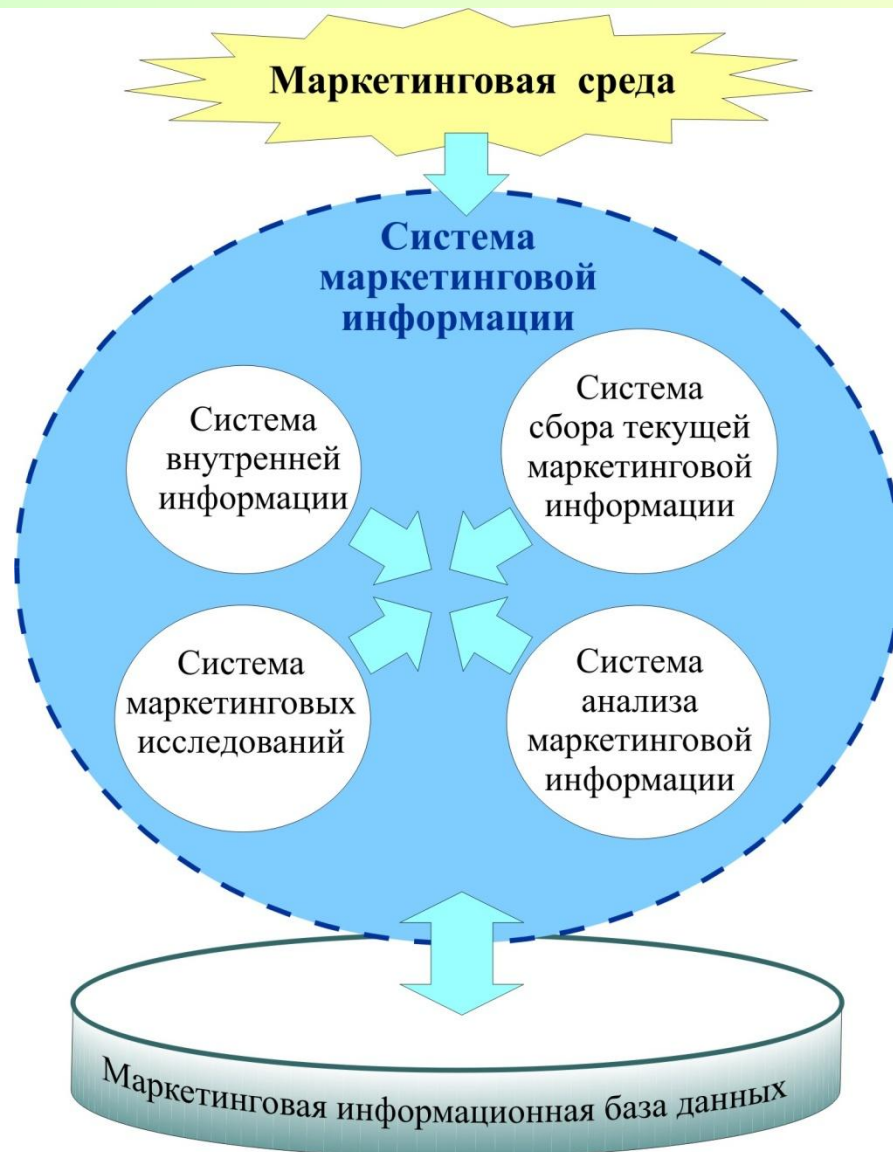 Маркетинговая среда
Система
маркетинговой
информации
Система
внутренней
информации
Система
сбора текущей
маркетинговой
информации
Система
маркетинговых
исследований
Система
анализа
маркетинговой
информации
Маркетинговая информационная база данных